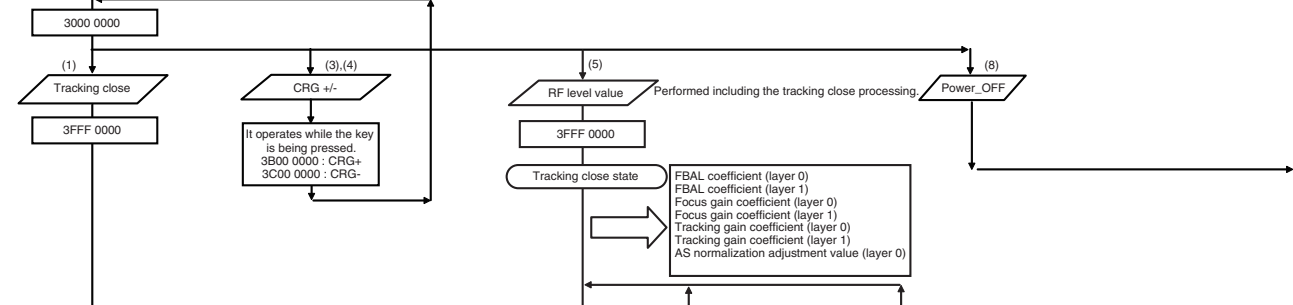 3000 0000
(1)
Tracking close
3FFF 0000
(3),(4)
CRG +/-
It operates while the key
is being pressed.
3B00 0000 : CRG+
3C00 0000 : CRG-
(5)
RF level value
Performed including the tracking close processing.
3FFF 0000
Tracking close state
FBAL coefficient (layer 0)
FBAL coefficient (layer 1)
Focus gain coefficient (layer 0)
Focus gain coefficient (layer 1)
Tracking gain coefficient (layer 0)
Tracking gain coefficient (layer 1)
AS normalization adjustment value (layer 0)
(8)
Power_OFF